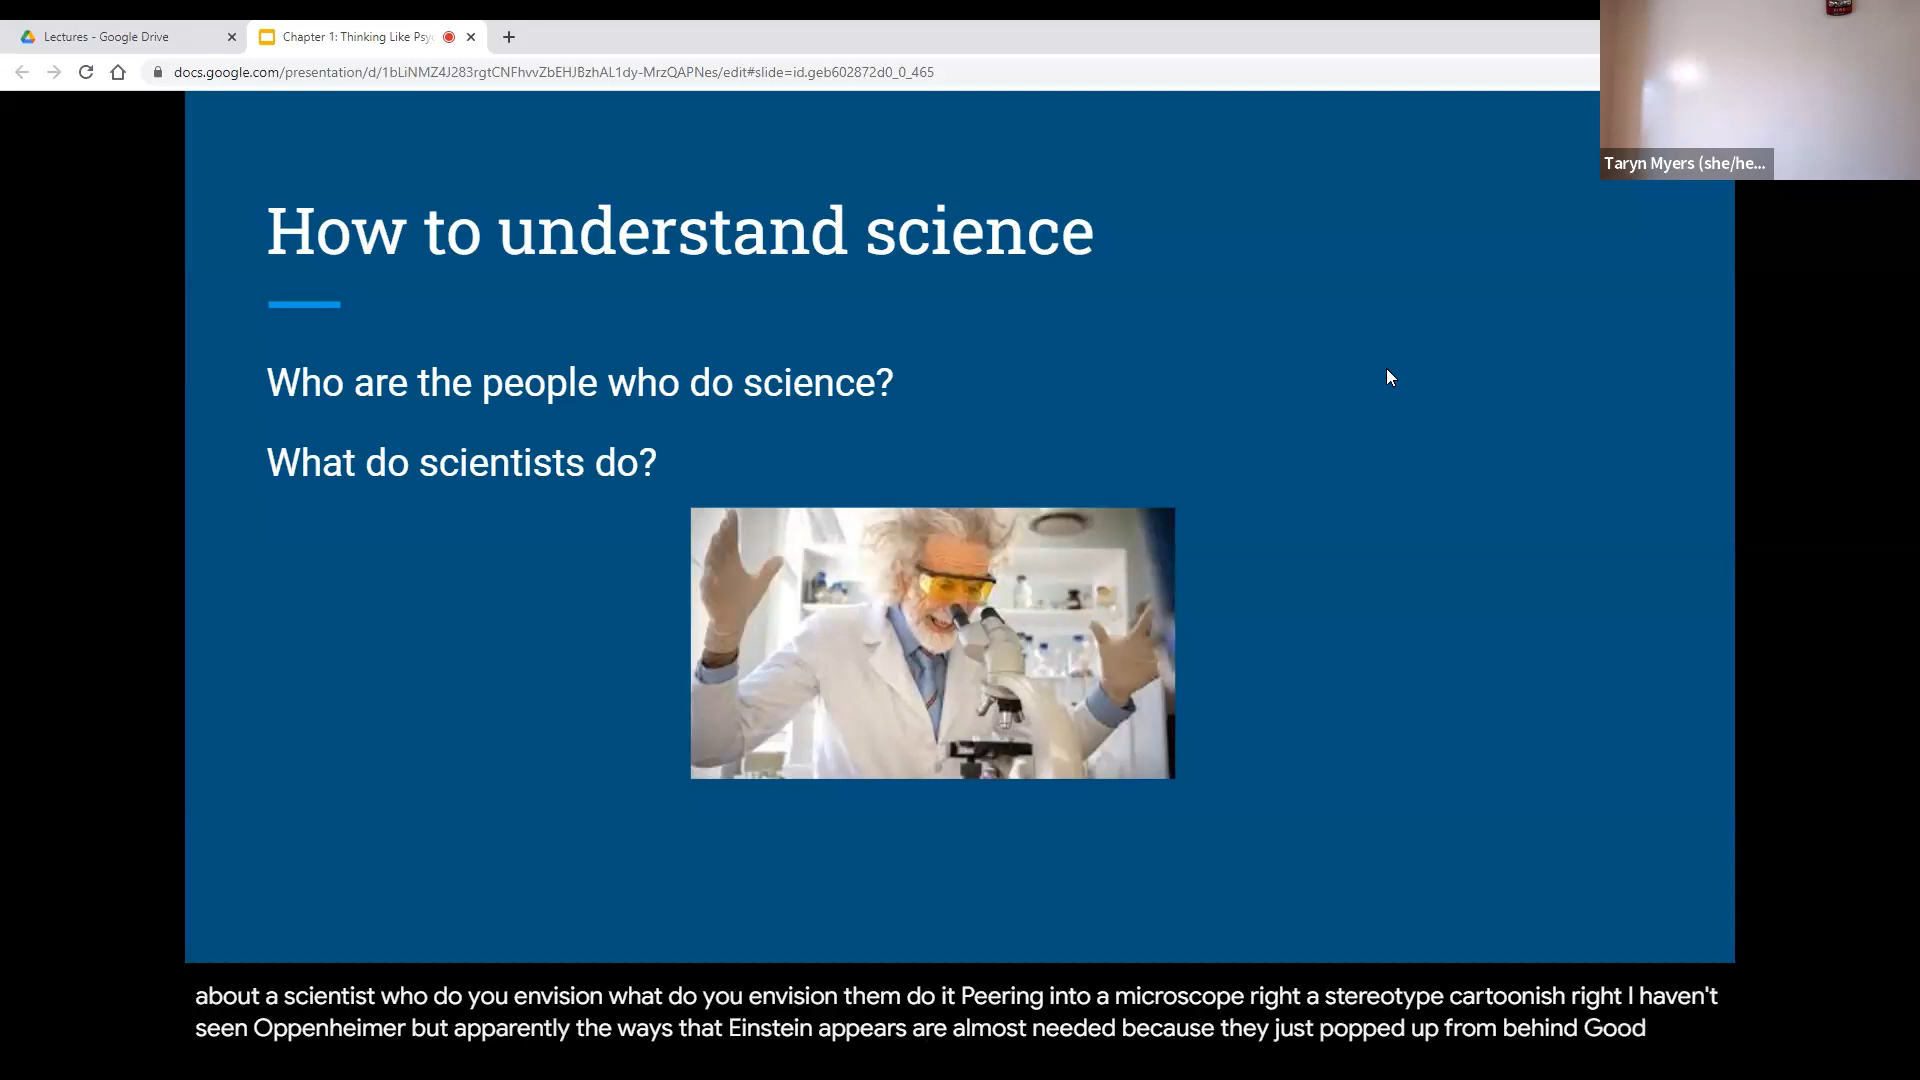 Lectures - Google Drive
Chapter 1: Thinking Like Psy
docs.google.com/presentation/d/1bLiNMZ4J283rgtCNFhvvZbEHJBzhAL1dy-MrzQAPNes/edit#slide=id.geb602872d0_0_465
Taryn Myers (she/he...
How to understand science
Who are the people who do science?
What do scientists do?
about a scientist who do you envision what do you envision them do it Peering into a microscope right a stereotype cartoonish right I haven't
seen Oppenheimer but apparently the ways that Einstein appears are almost needed because they just popped up from behind Good